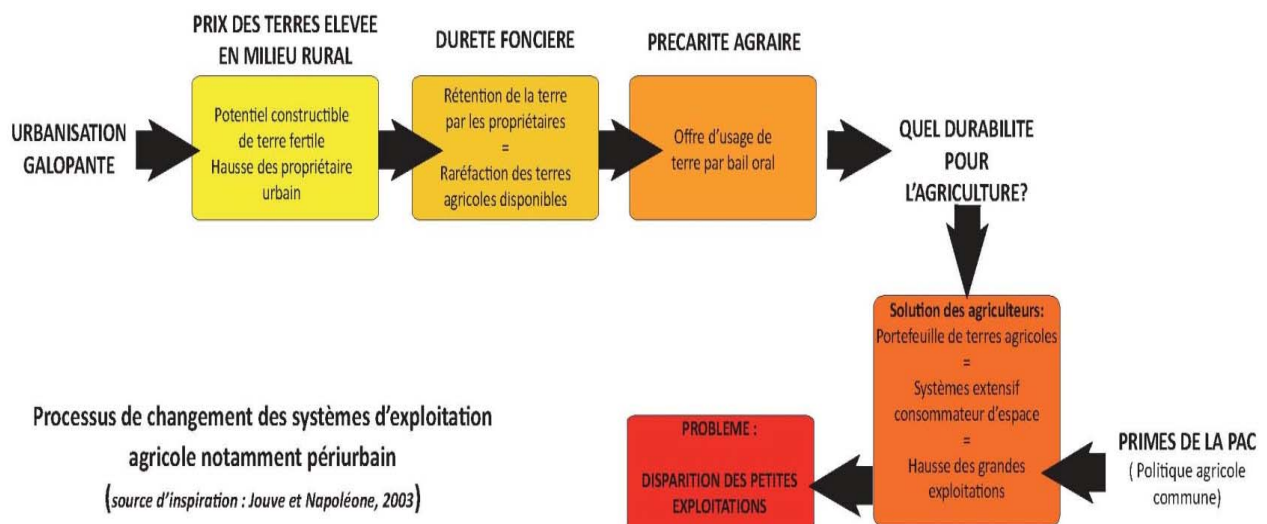 PRIX DES TERRES ELEVEE
EN MILIEU RURAL
DURETE FONCIERE
PRECARITE AGRAIRE
URBANISATION
GALOPANTE
Potentiel constructible
de terre fertile
Hausse des propriétaire
urbain
Rétention de la terre
par les propriétaires
=
Raréfaction des terres
agricoles disponibles
Offre d'usage de
terre par bail oral
QUEL DURABILITE
POUR
L'AGRICULTURE?
Solution des agriculteurs:
Portefeuille de terres agricoles
=
Systèmes extensif
consommateur d'espace
=
Hausse des grandes
exploitations
PRIMES DE LA PAC
( Politique agricole
commune)
PROBLEME :
DISPARITION DES PETITES
EXPLOITATIONS
Processus de changement des systèmes d'exploitation
agricole notamment périurbain
(source d'inspiration : Jouve et Napoléone, 2003)